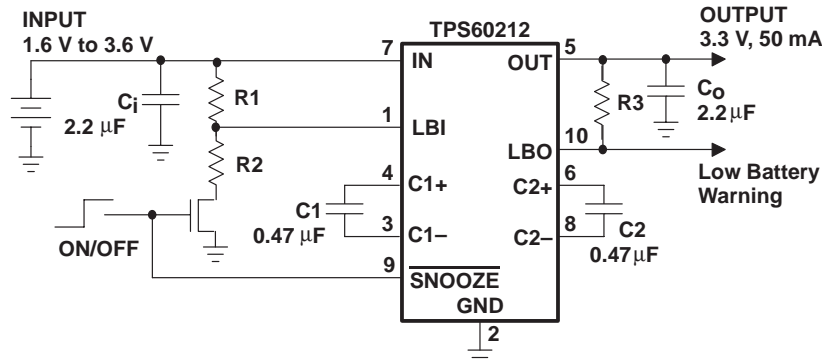 INPUT
1.6 V to 3.6 V
OUTPUT
3.3 V, 50 mA
TPS60212
7
IN
OUT
5
Ci
2.2 μF
R1
1
LBI
R2
R3
Co
2.2 μF
10
LBO
Low Battery
Warning
4
C1+
C1
0.47 μF
3
C1–
C2+
6
C2
0.47 μF
8
C2–
ON/OFF
9
SNOOZE
GND
2